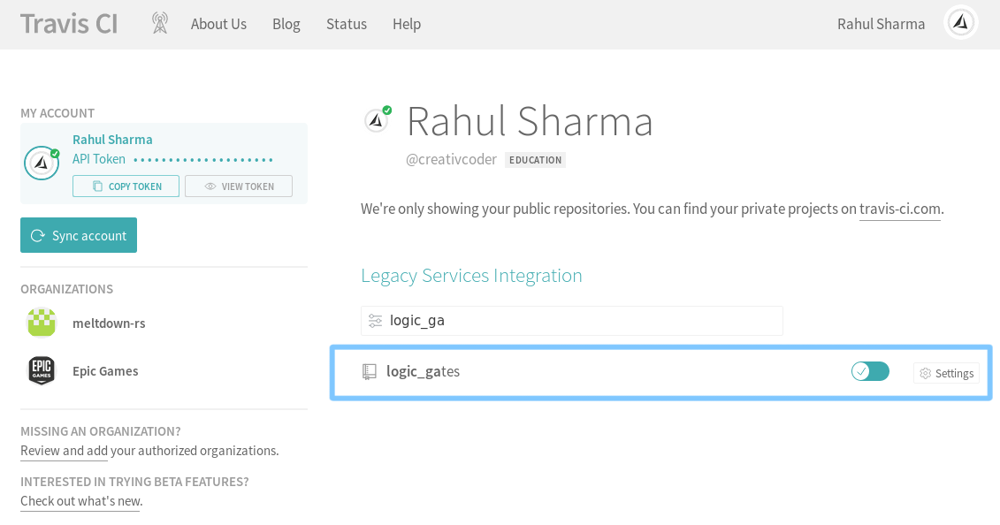 Travis CI
About Us Blog Status Help
Rahul Sharma
MY ACCOUNT
Rahul Sharma
API Token
COPY TOKEN
VIEW TOKEN
Sync account
ORGANIZATIONS
meltdown-rs
EPIC
GAMES
Epic Games
MISSING AN ORGANIZATION?
Review and add your authorized organizations.
INTERESTED IN TRYING BETA FEATURES?
Check out what's new.
Rahul Sharma
@creativcoder EDUCATION
We're only showing your public repositories. You can find your private projects on travis-ci.com.
Legacy Services Integration
logic_ga
logic_gates
Settings